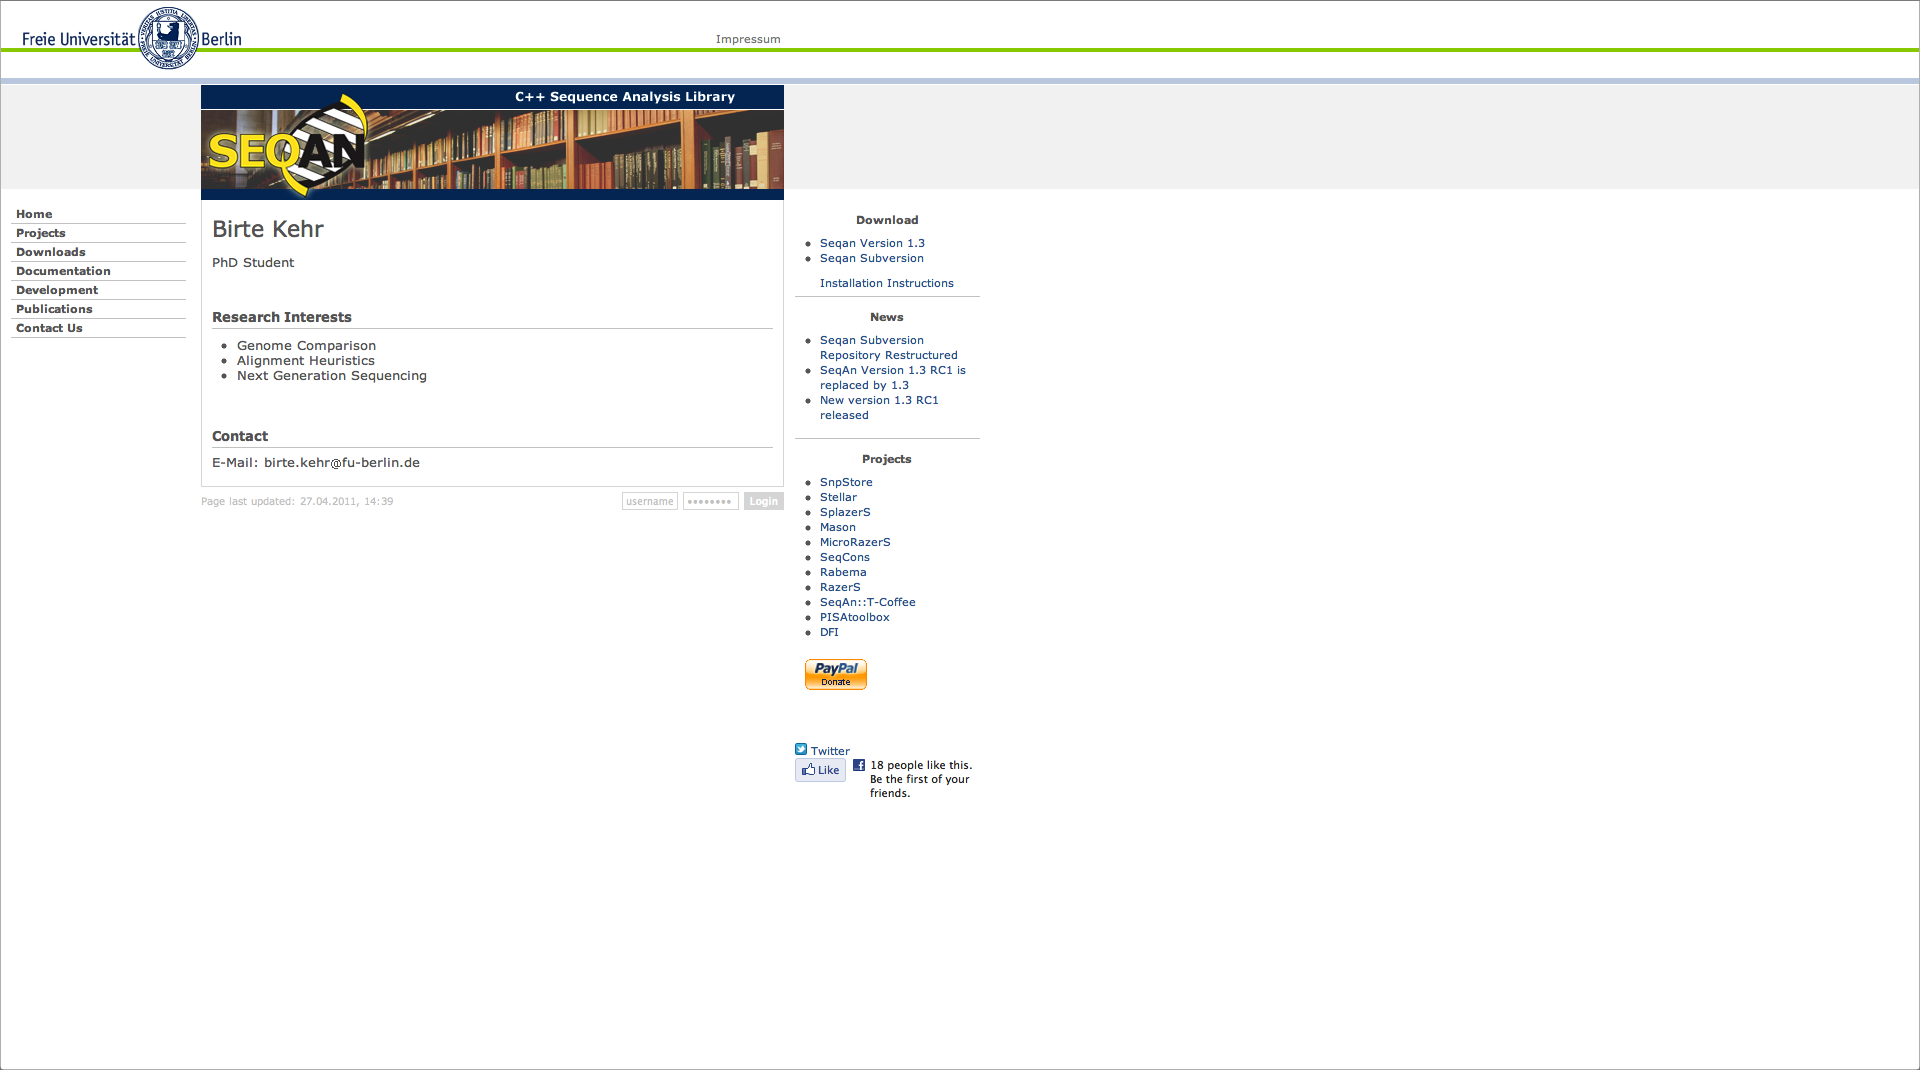 Freie Universität Berlin
Impressum
C++ Sequence Analysis Library
SEQAN
Home
Projects
Downloads
Documentation
Development
Publications
Contact Us
Birte Kehr
PhD Student
Research Interests
Genome Comparison
Alignment Heuristics
Next Generation Sequencing
Contact
E-Mail: birte.kehr@fu-berlin.de
Page last updated: 27.04.2011, 14:39
username
Login
Download
Seqan Version 1.3
Seqan Subversion
Installation Instructions
News
Seqan Subversion
Repository Restructured
SeqAn Version 1.3 RC1 is
replaced by 1.3
New version 1.3 RC1
released
Projects
SnpStore
Stellar
SplazerS
Mason
MicroRazerS
SeqCons
Rabema
RazerS
SeqAn::T-Coffee
PISAtoolbox
DFI
PayPal
Donate
Twitter
Like
18 people like this.
Be the first of your
friends.